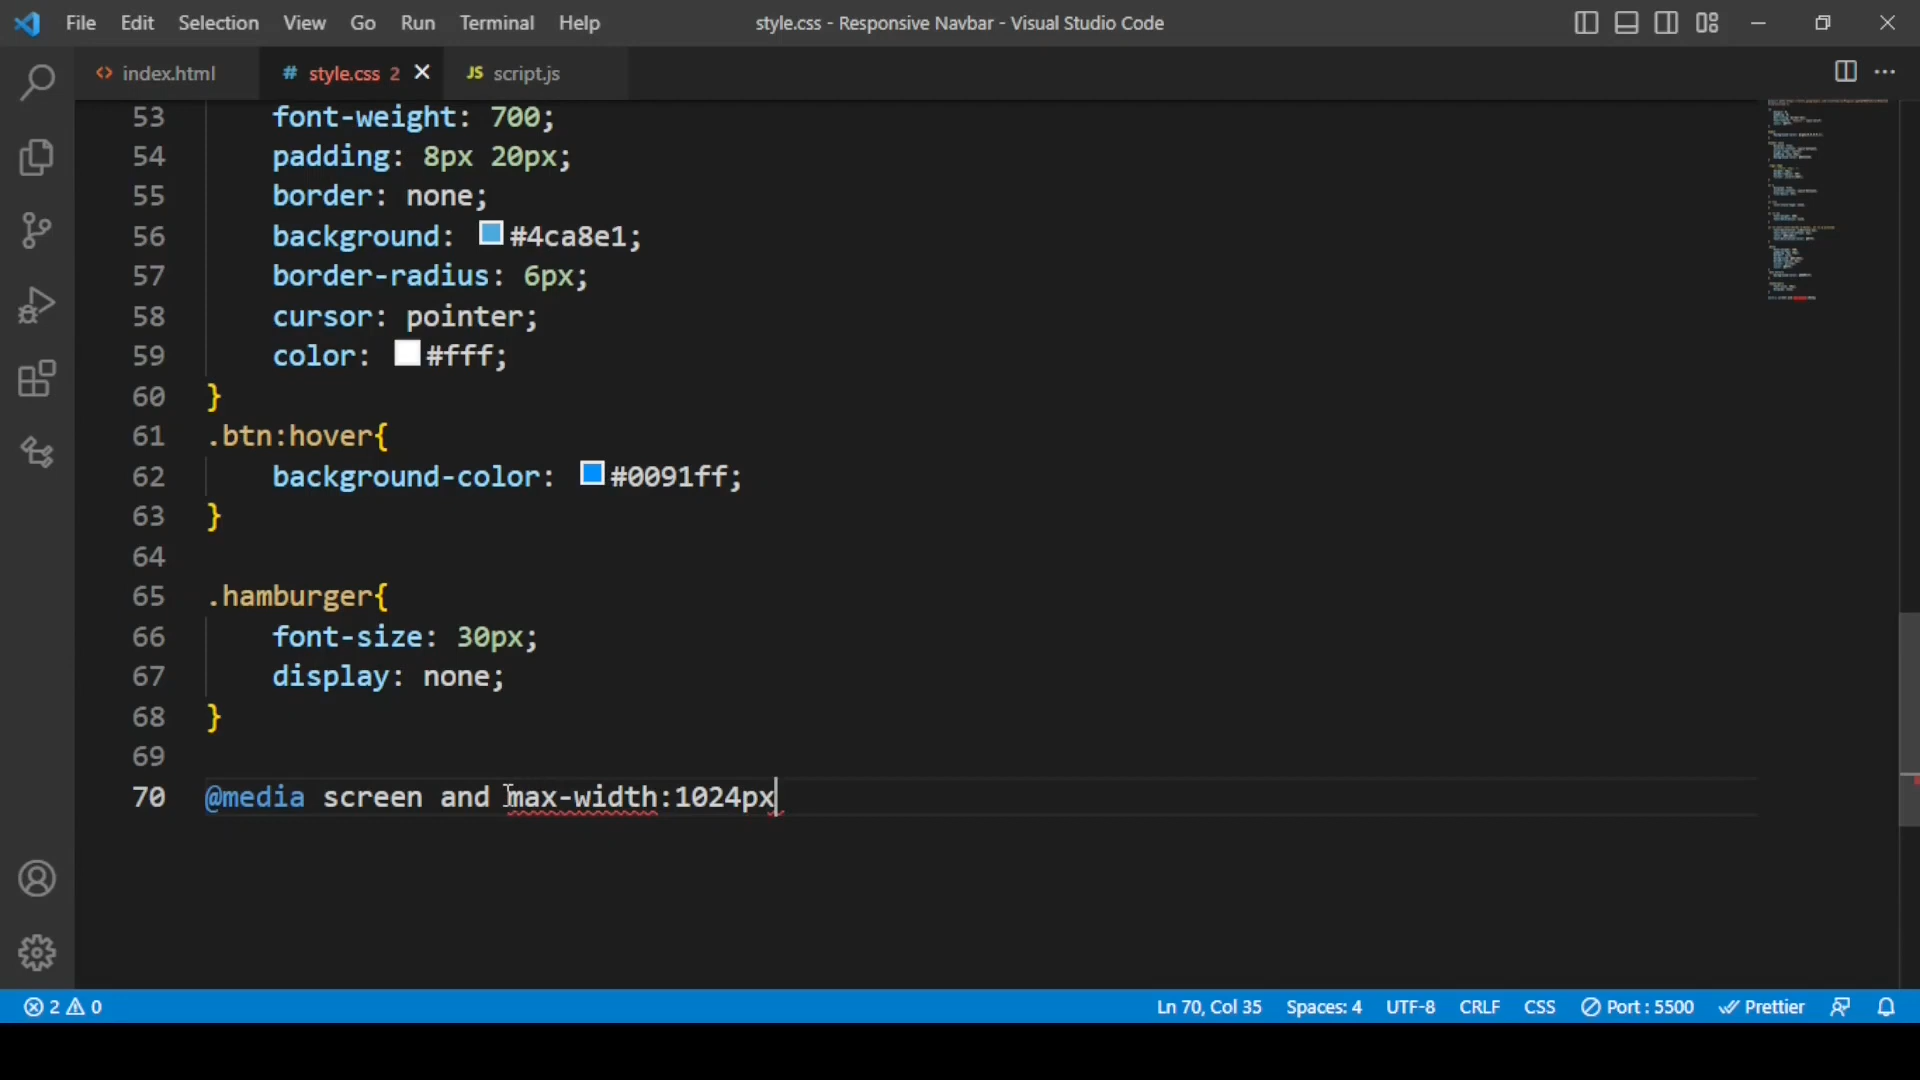 File Edit Selection View Go Run Terminal Help style.css - Responsive Navbar - Visual Studio Code
<> index.html # style.css 2 JS script.js
53 font-weight: 700;
54 padding: 8px 20px;
55 border: none;
56 background: #4ca8e1;
57 border-radius: 6px;
58 cursor: pointer;
59 color: #fff;
60 }
61 .btn:hover{
62 background-color: #0091ff;
63 }
64
65 .hamburger{
66 font-size: 30px;
67 display: none;
68 }
69
70 @media screen and max-width:1024px
2 0 Ln 70, Col 35 Spaces: 4 UTF-8 CRLF CSS Port : 5500 Prettier